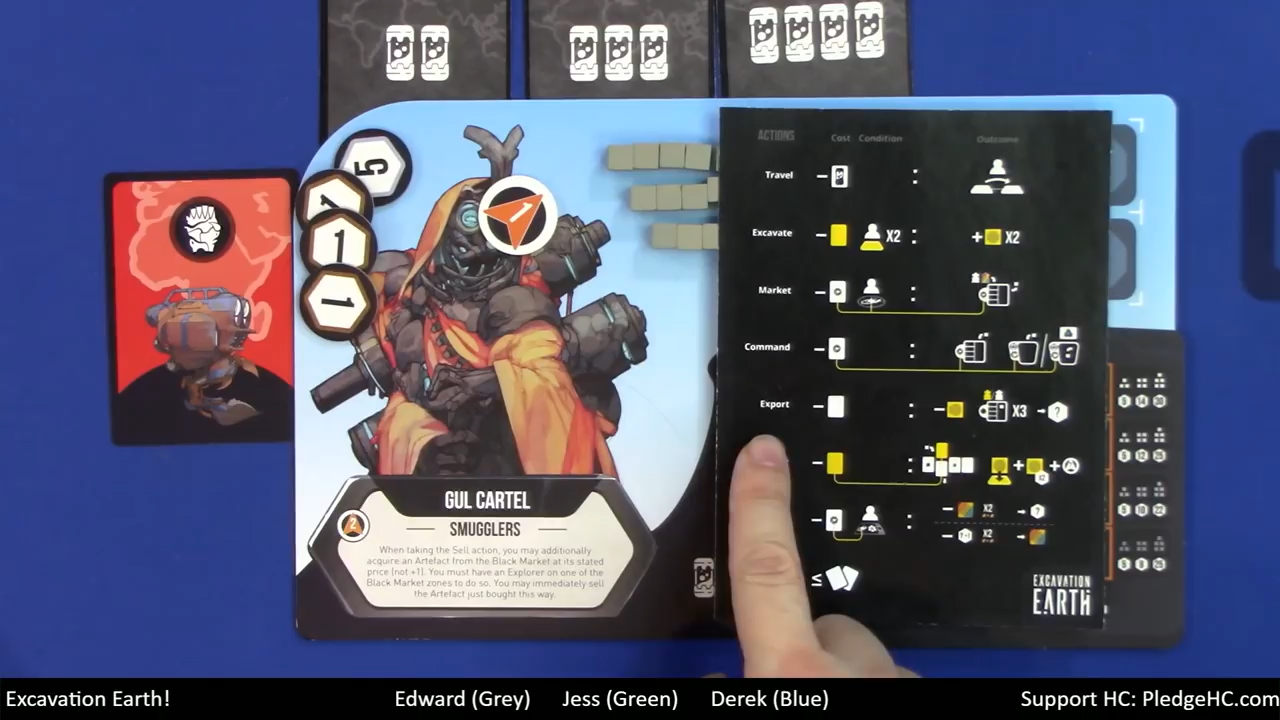 ACTIONS Cost Condition Outcome
Travel
Excavate X2 X2
Market
Command
Export X3 ?
X2
X2 ?
X2
5
1
1
1
1
GUL CARTEL
SMUGGLERS
2
When taking the Sell action, you may additionally
acquire an Artefact from the Black Market at its stated
price (not +1). You must have an Explorer on one of the
Black Market zones to do so. You may immediately sell
the Artefact just bought this way.
EXCAVATION
EARTH
Excavation Earth! Edward (Grey) Jess (Green) Derek (Blue) Support HC: PledgeHC.com